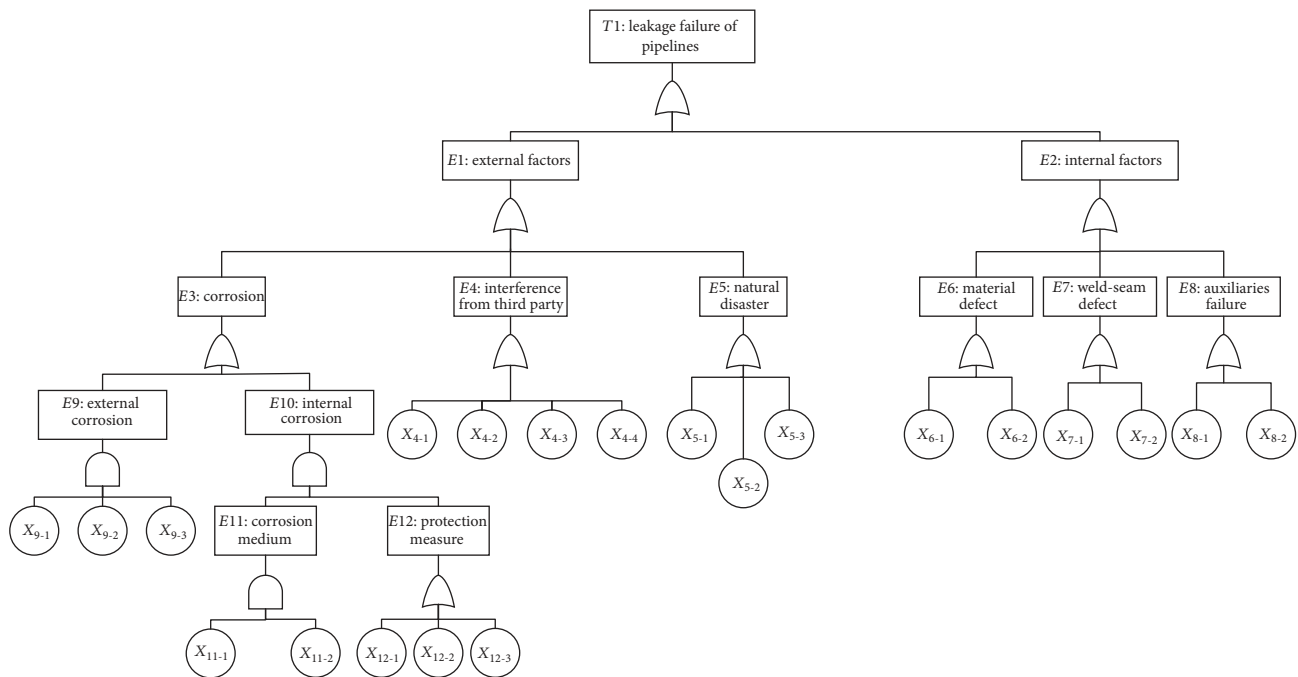 T1: leakage failure of
pipelines
E1: external factors
E2: internal factors
E3: corrosion
E4: interference
from third party
E5: natural
disaster
E6: material
defect
E7: weld-seam
defect
E8: auxiliaries
failure
E9: external
corrosion
E10: internal
corrosion
X4-1
X4-2
X4-3
X4-4
X5-1
X5-2
X5-3
X6-1
X6-2
X7-1
X7-2
X8-1
X8-2
X9-1
X9-2
X9-3
E11: corrosion
medium
E12: protection
measure
X11-1
X11-2
X12-1
X12-2
X12-3